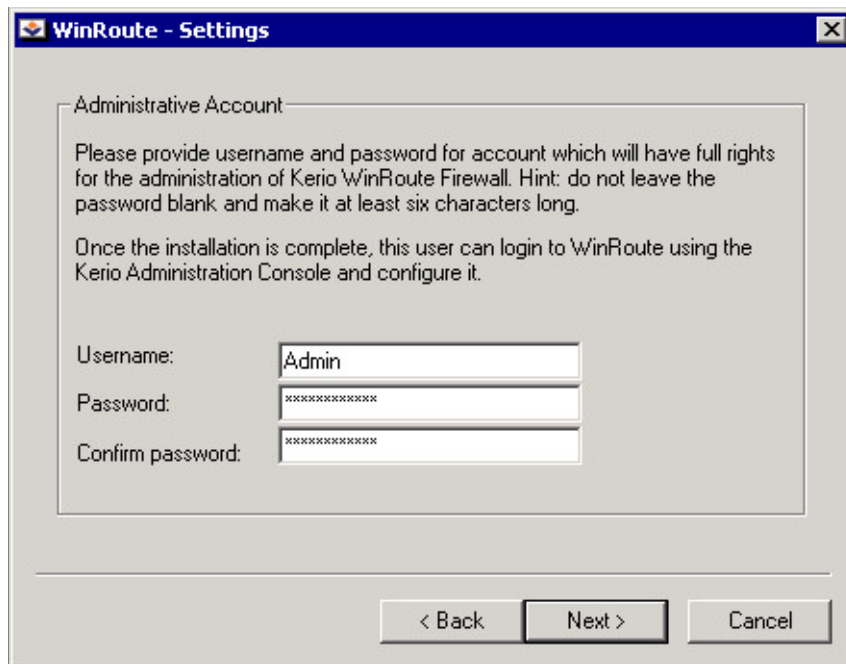 WinRoute - Settings
Administrative Account
Please provide username and password for account which will have full rights
for the administration of Kerio WinRoute Firewall. Hint: do not leave the
password blank and make it at least six characters long.
Once the installation is complete, this user can login to WinRoute using the
Kerio Administration Console and configure it.
Username:
Admin
Password:
************
Confirm password:
************
< Back
Next >
Cancel